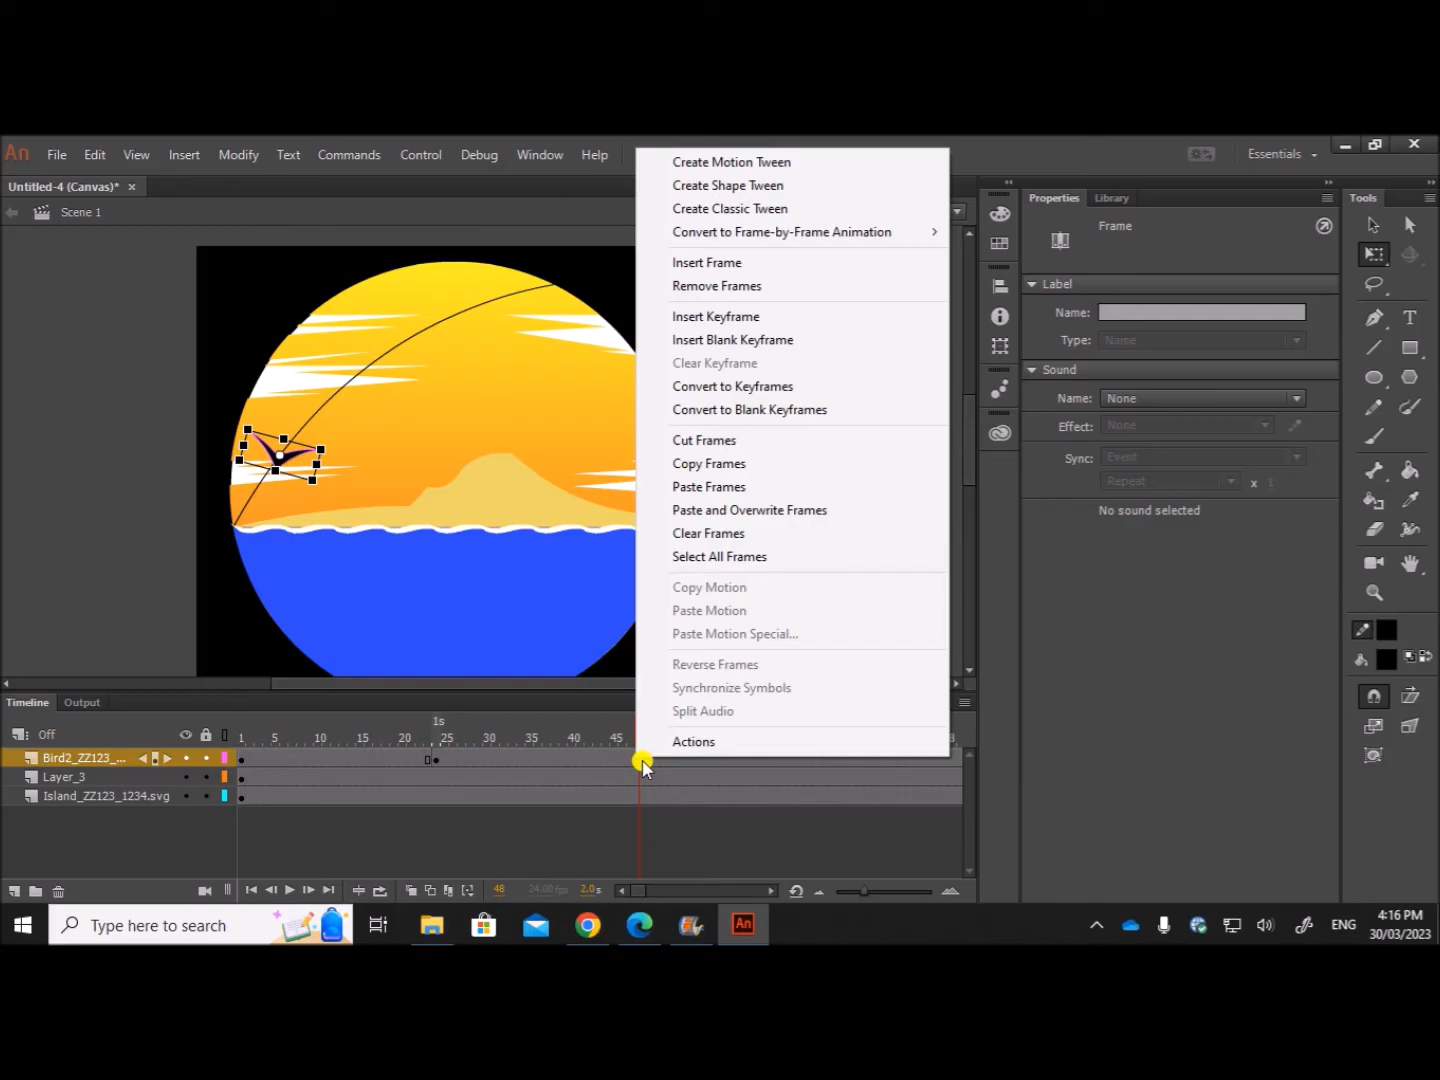 An File Edit View Insert Modify Text Commands Control Debug Window Help Essentials
Untitled-4 (Canvas)* ×
Scene 1
Create Motion Tween
Create Shape Tween
Create Classic Tween
Convert to Frame-by-Frame Animation
Insert Frame
Remove Frames
Insert Keyframe
Insert Blank Keyframe
Clear Keyframe
Convert to Keyframes
Convert to Blank Keyframes
Cut Frames
Copy Frames
Paste Frames
Paste and Overwrite Frames
Clear Frames
Select All Frames
Copy Motion
Paste Motion
Paste Motion Special...
Reverse Frames
Synchronize Symbols
Split Audio
Actions
Properties Library
Frame
Label
Name:
Type: Name
Sound
Name: None
Effect: None
Sync: Event
Repeat x 1
No sound selected
Tools
Timeline Output
1s
Off 1 5 10 15 20 25 30 35 40 45
Bird2_ZZ123_...
Layer_3
Island_ZZ123_1234.svg
48 24.00 fps 2.0 s
Type here to search
An
ENG
4:16 PM
30/03/2023